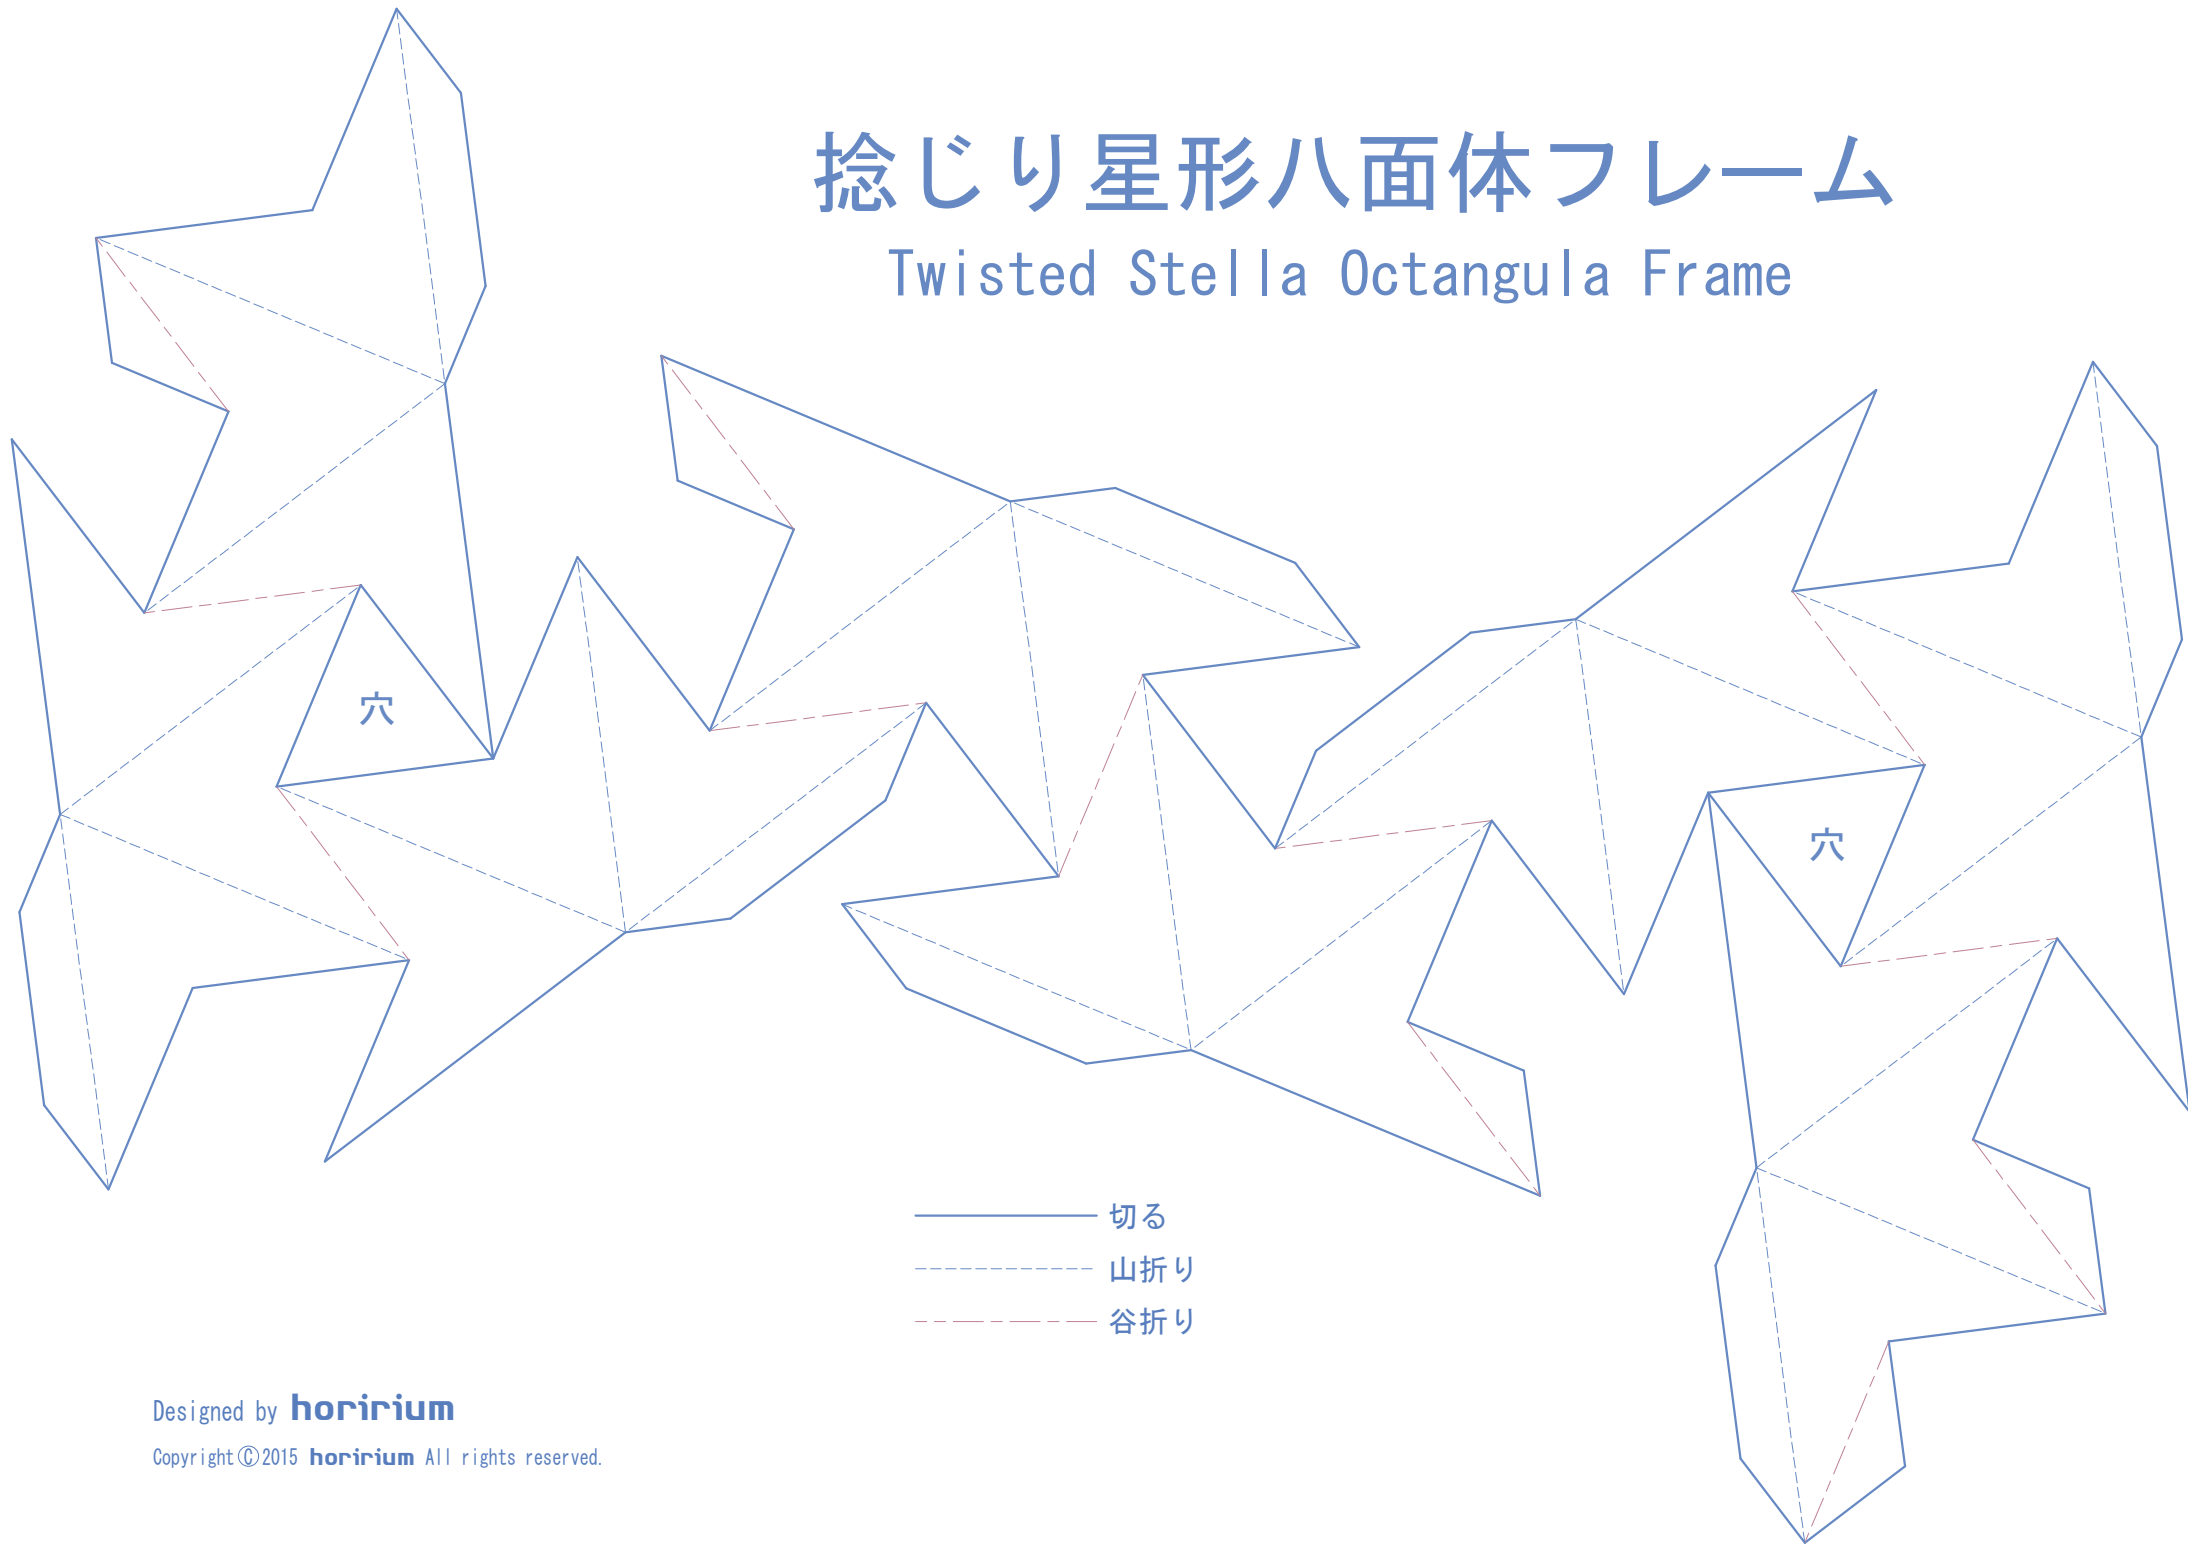 捻じり星形八面体フレーム
Twisted Stella Octangula Frame
穴
穴
切る
山折り
谷折り
Designed by horirium
Copyright©2015 horirium All rights reserved.